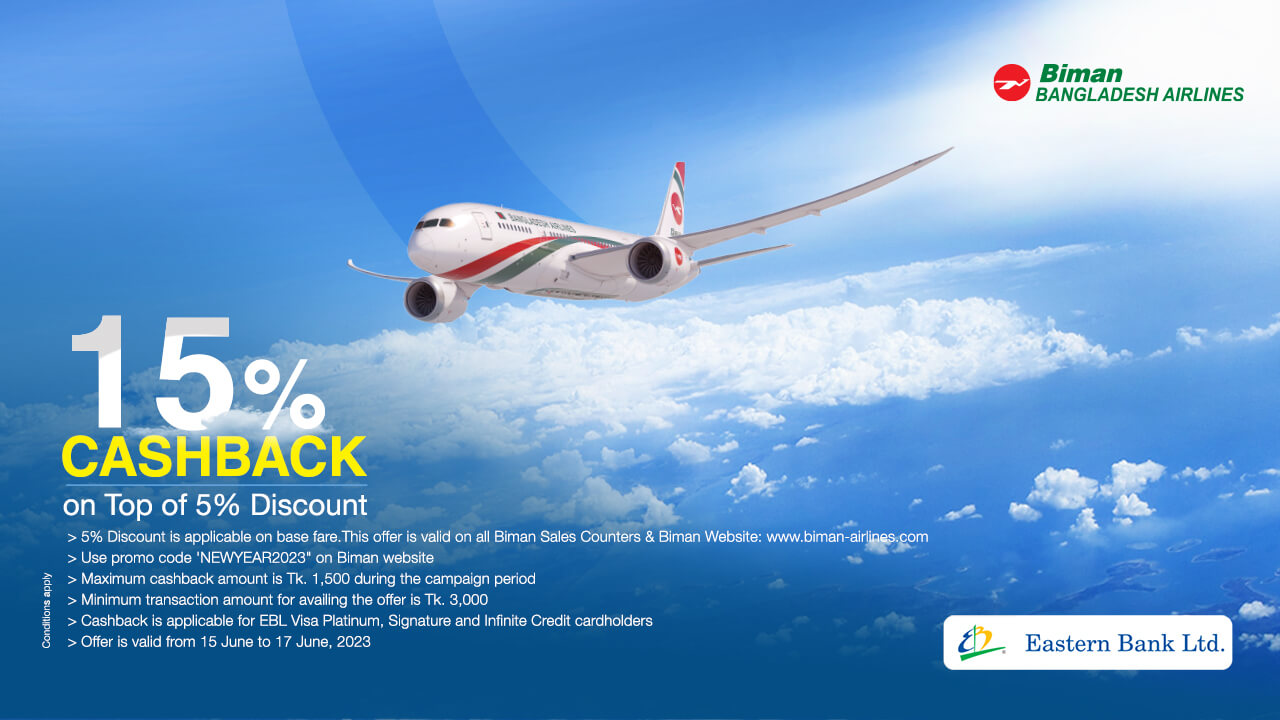 Biman
BANGLADESH AIRLINES
BANGLADESH AIRLINES
15%
CASHBACK
on Top of 5% Discount
> 5% Discount is applicable on base fare.This offer is valid on all Biman Sales Counters & Biman Website: www.biman-airlines.com
> Use promo code 'NEWYEAR2023" on Biman website
> Maximum cashback amount is Tk. 1,500 during the campaign period
> Minimum transaction amount for availing the offer is Tk. 3,000
> Cashback is applicable for EBL Visa Platinum, Signature and Infinite Credit cardholders
> Offer is valid from 15 June to 17 June, 2023
Conditions apply
Eastern Bank Ltd.